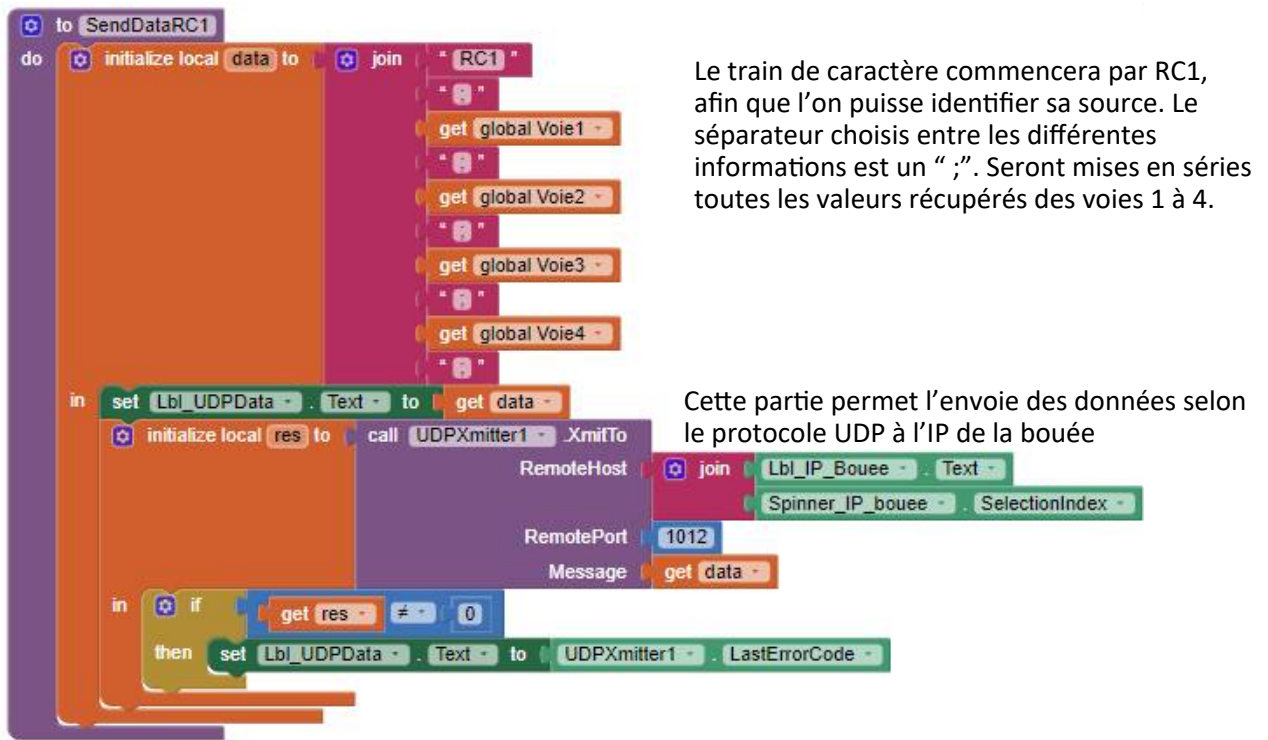 to SendDataRC1
do initialize local data to join " RC1 "
" ; "
get global Voie1
" ; "
get global Voie2
" ; "
get global Voie3
" ; "
get global Voie4
" ; "
Le train de caractère commencera par RC1,
afin que l’on puisse identifier sa source. Le
séparateur choisis entre les différentes
informations est un “ ;”. Seront mises en séries
toutes les valeurs récupérés des voies 1 à 4.
in set Lbl_UDPData . Text to get data
Cette partie permet l’envoie des données selon
le protocole UDP à l’IP de la bouée
initialize local res to call UDPXmitter1 .XmitTo
RemoteHost join Lbl_IP_Bouee . Text
Spinner_IP_bouee . SelectionIndex
RemotePort 1012
Message get data
in if get res ≠ 0
then set Lbl_UDPData . Text to UDPXmitter1 . LastErrorCode